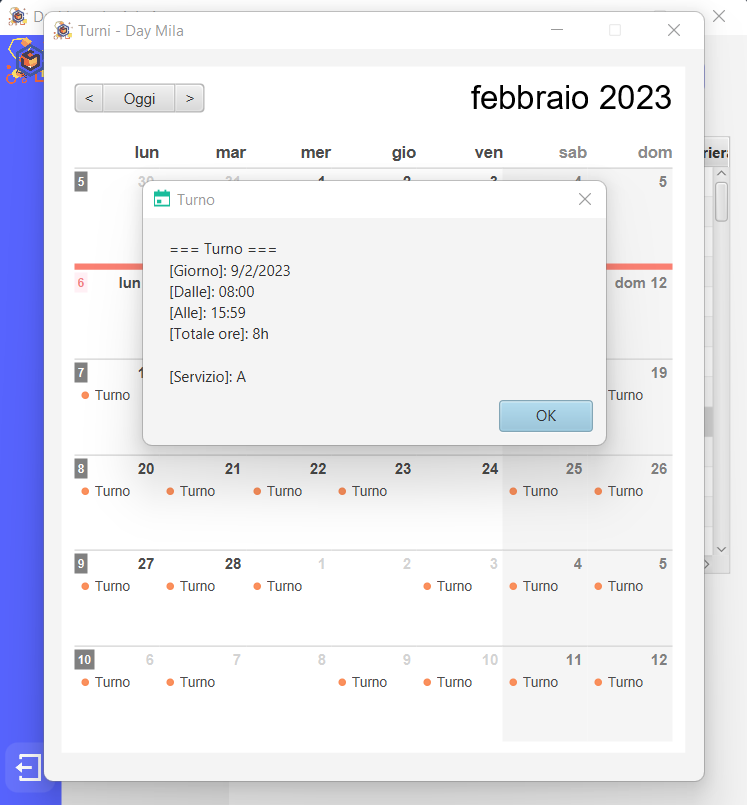 D
Turni - Day Mila
< Oggi >
febbraio 2023
lun mar mer gio ven sab dom
5 30 31 1 2 3 4 5
Turno
=== Turno ===
[Giorno]: 9/2/2023
[Dalle]: 08:00
[Alle]: 15:59
[Totale ore]: 8h
[Servizio]: A
OK
6 lun dom 12
7 1 19
Turno Turno
8 20 21 22 23 24 25 26
Turno Turno Turno Turno Turno Turno
9 27 28 1 2 3 4 5
Turno Turno Turno Turno Turno Turno
10 6 7 8 9 10 11 12
Turno Turno Turno Turno Turno Turno